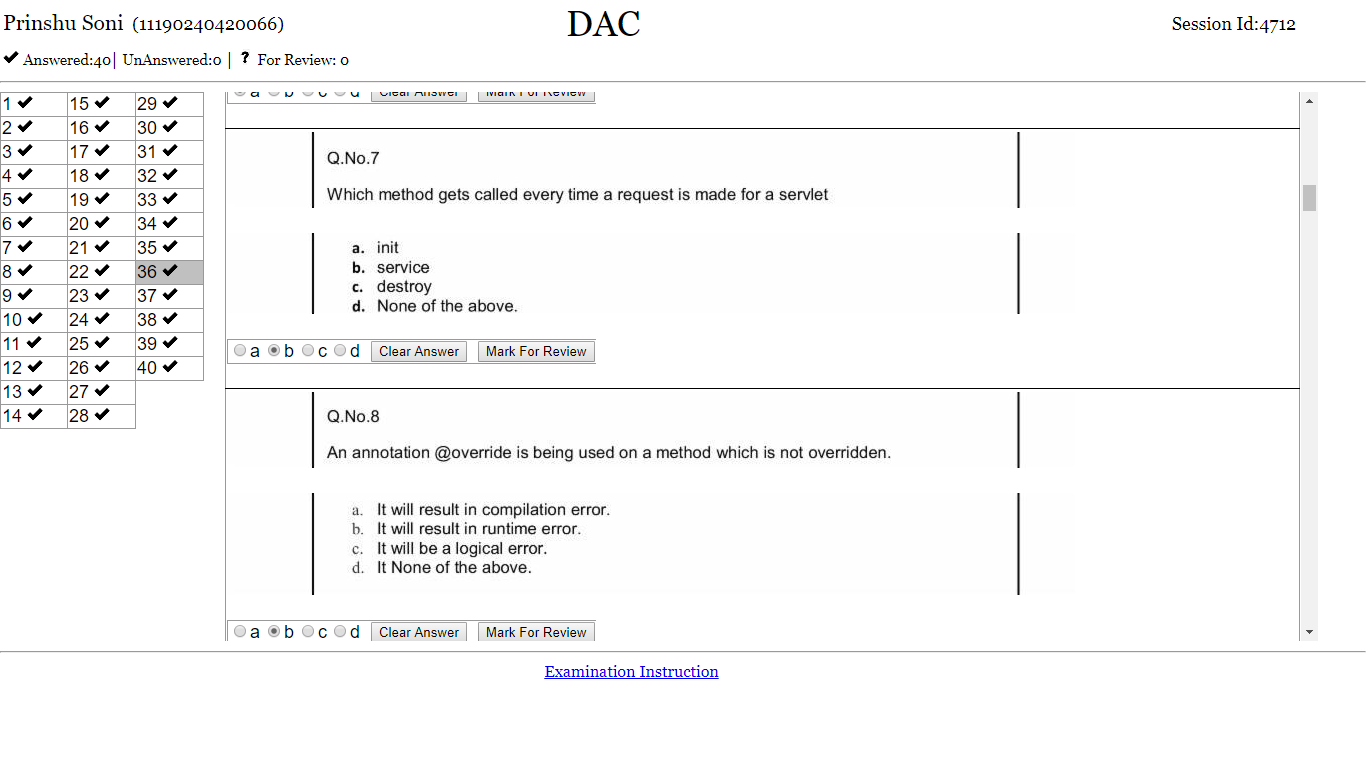 Prinshu Soni (11190240420066)
DAC
Session Id:4712
✔ Answered:40| UnAnswered:0 | ? For Review: 0
1 ✔ 15 ✔ 29 ✔
2 ✔ 16 ✔ 30 ✔
3 ✔ 17 ✔ 31 ✔
4 ✔ 18 ✔ 32 ✔
5 ✔ 19 ✔ 33 ✔
6 ✔ 20 ✔ 34 ✔
7 ✔ 21 ✔ 35 ✔
8 ✔ 22 ✔ 36 ✔
9 ✔ 23 ✔ 37 ✔
10 ✔ 24 ✔ 38 ✔
11 ✔ 25 ✔ 39 ✔
12 ✔ 26 ✔ 40 ✔
13 ✔ 27 ✔
14 ✔ 28 ✔
a b c d Clear Answer Mark For Review
Q.No.7
Which method gets called every time a request is made for a servlet
a. init
b. service
c. destroy
d. None of the above.
a b c d Clear Answer Mark For Review
Q.No.8
An annotation @override is being used on a method which is not overridden.
a. It will result in compilation error.
b. It will result in runtime error.
c. It will be a logical error.
d. It None of the above.
a b c d Clear Answer Mark For Review
Examination Instruction